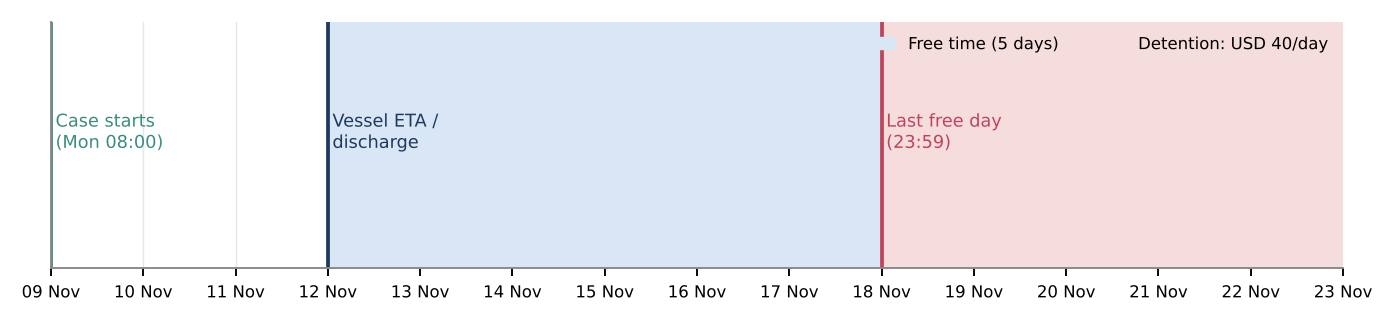 Free time (5 days)
Detention: USD 40/day
Case starts
(Mon 08:00)
Vessel ETA /
discharge
Last free day
(23:59)
09 Nov
10 Nov
11 Nov
12 Nov
13 Nov
14 Nov
15 Nov
16 Nov
17 Nov
18 Nov
19 Nov
20 Nov
21 Nov
22 Nov
23 Nov